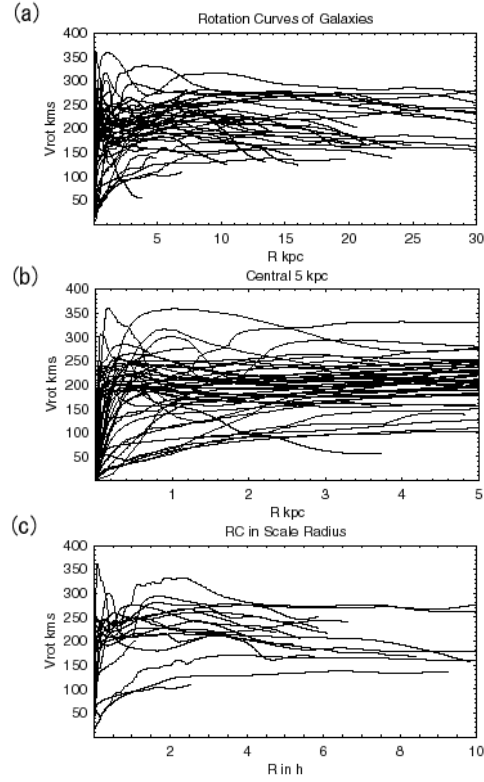 (a)
Rotation Curves of Galaxies
400
350
300
250
200
150
100
50
Vrot kms
5 10 15 20 25 30
R kpc
(b)
Central 5 kpc
400
350
300
250
200
150
100
50
Vrot kms
1 2 3 4 5
R kpc
(c)
RC in Scale Radius
400
350
300
250
200
150
100
50
Vrot kms
2 4 6 8 10
R in h